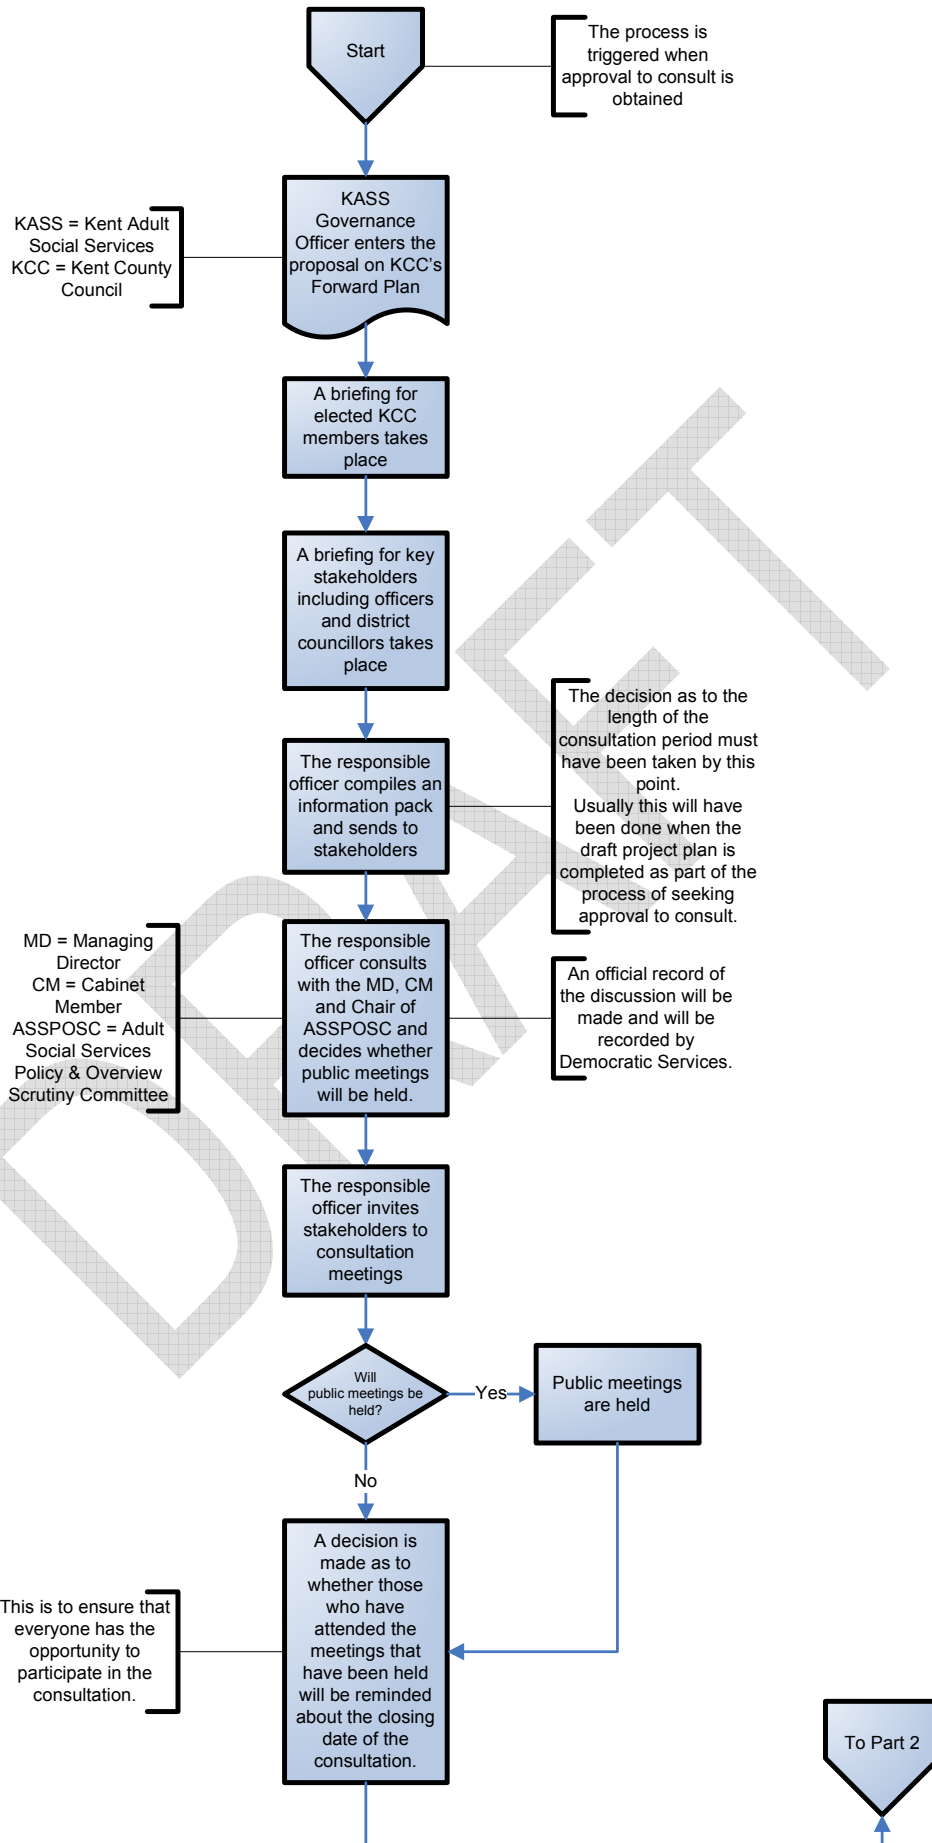 Start
The process is
triggered when
approval to consult is
obtained
KASS
Governance
Officer enters the
proposal on KCC's
Forward Plan
KASS = Kent Adult
Social Services
KCC = Kent County
Council
A briefing for
elected KCC
members takes
place
A briefing for key
stakeholders
including officers
and district
councillors takes
place
The responsible
officer compiles an
information pack
and sends to
stakeholders
The decision as to the
length of the
consultation period must
have been taken by this
point.
Usually this will have
been done when the
draft project plan is
completed as part of the
process of seeking
approval to consult.
MD = Managing
Director
CM = Cabinet
Member
ASSPOSC = Adult
Social Services
Policy & Overview
Scrutiny Committee
The responsible
officer consults
with the MD, CM
and Chair of
ASSPOSC and
decides whether
public meetings
will be held.
An official record of
the discussion will be
made and will be
recorded by
Democratic Services.
The responsible
officer invites
stakeholders to
consultation
meetings
Will
public meetings be
held?
Yes
Public meetings
are held
No
A decision is
made as to
whether those
who have
attended the
meetings that
have been held
will be reminded
about the closing
date of the
consultation.
This is to ensure that
everyone has the
opportunity to
participate in the
consultation.
To Part 2
DRAFT